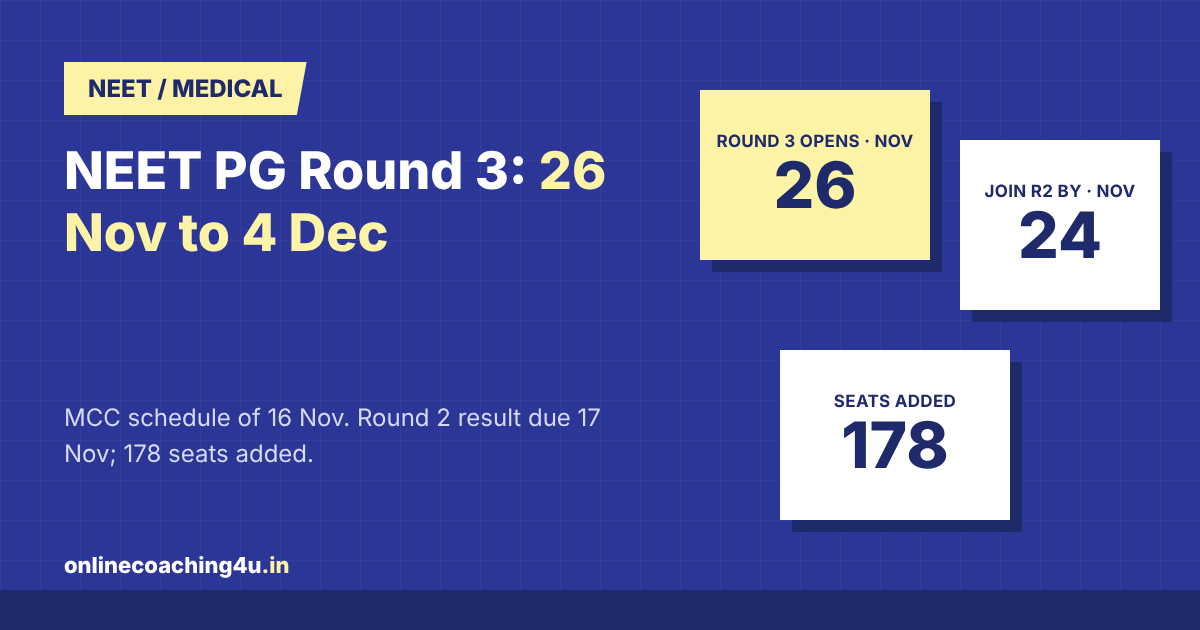 NEET / MEDICAL
NEET PG Round 3: 26
Nov to 4 Dec
MCC schedule of 16 Nov. Round 2 result due 17
Nov; 178 seats added.
onlinecoaching4u.in
ROUND 3 OPENS · NOV
26
JOIN R2 BY · NOV
24
SEATS ADDED
178